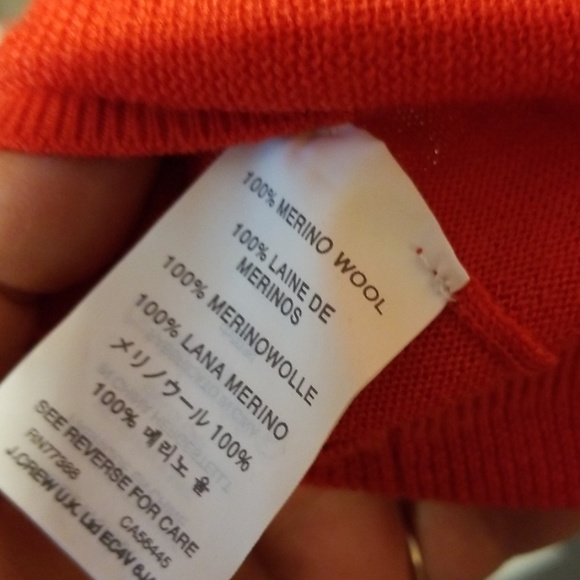 100% MERINO WOOL
100% LAINE DE
MERINOS
100% MERINOWOLLE
100% LANA MERINO
メリノウール 100%
100% 메리노 울
SEE REVERSE FOR CARE
RN77388 CA56445
J.CREW U.K. Ltd EC4V